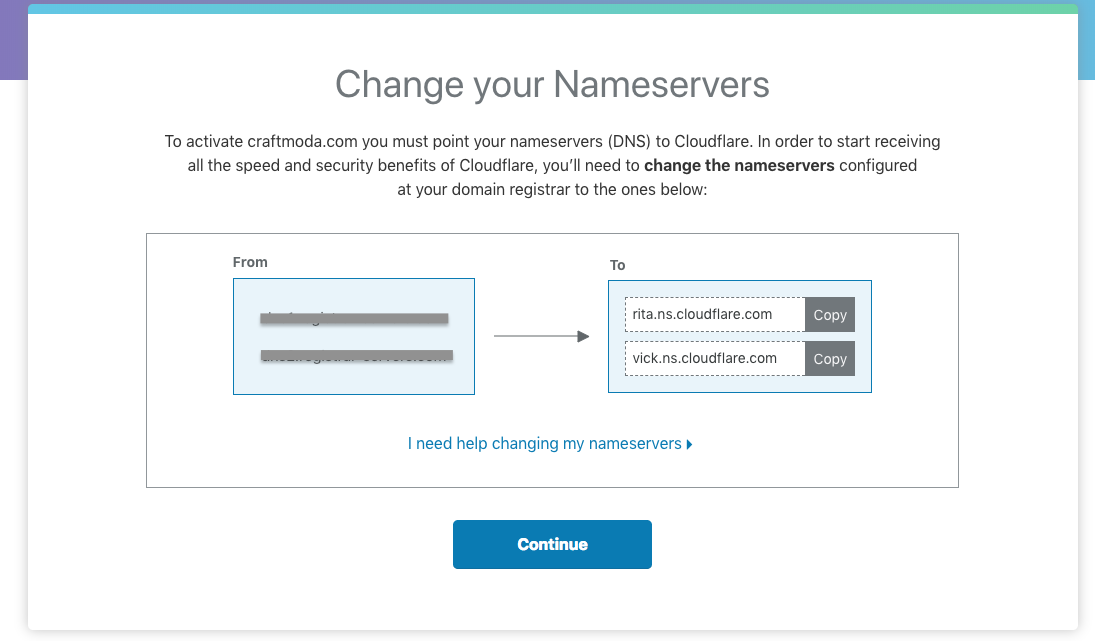 Change your Nameservers
To activate craftmoda.com you must point your nameservers (DNS) to Cloudflare. In order to start receiving
all the speed and security benefits of Cloudflare, you’ll need to change the nameservers configured
at your domain registrar to the ones below:
From
To
rita.ns.cloudflare.com Copy
vick.ns.cloudflare.com Copy
I need help changing my nameservers
Continue